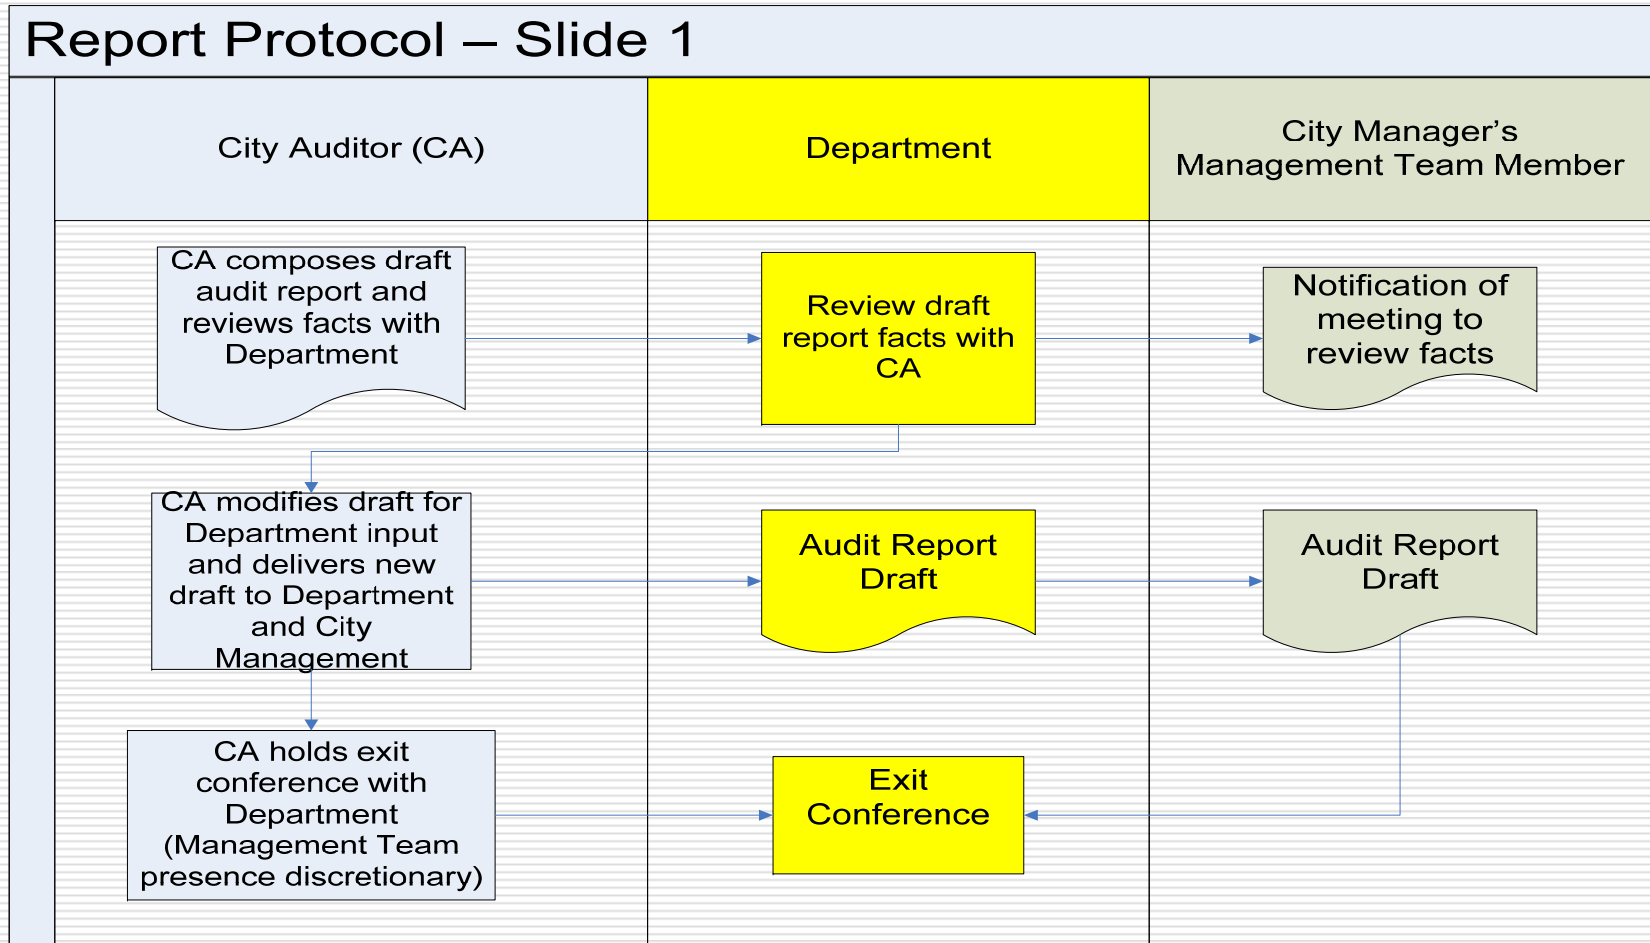 Report Protocol – Slide 1
City Auditor (CA)
Department
City Manager’s
Management Team Member
CA composes draft
audit report and
reviews facts with
Department
Review draft
report facts with
CA
Notification of
meeting to
review facts
CA modifies draft for
Department input
and delivers new
draft to Department
and City
Management
Audit Report
Draft
Audit Report
Draft
CA holds exit
conference with
Department
(Management Team
presence discretionary)
Exit
Conference